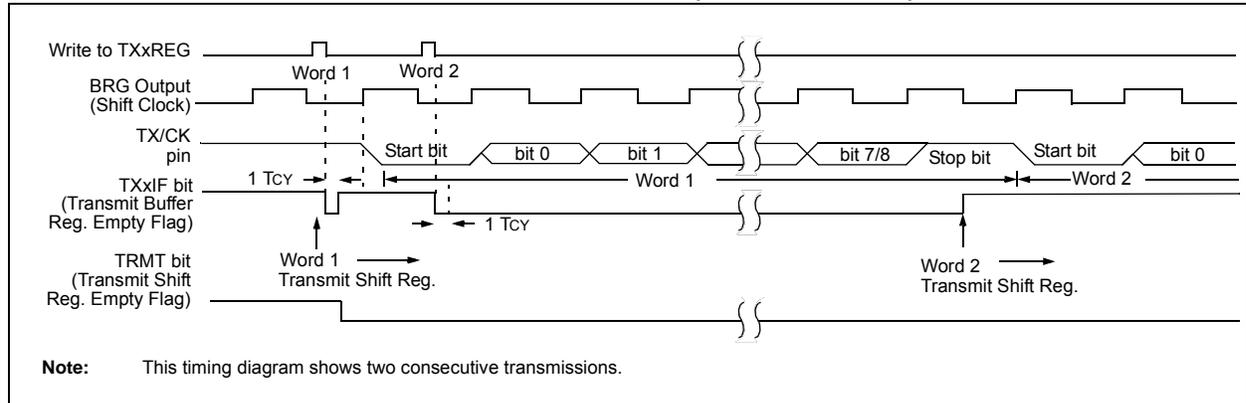 Write to TXxREG
Word 1
Word 2
BRG Output
(Shift Clock)
TX/CK
pin
Start bit
bit 0
bit 1
bit 7/8
Stop bit
Start bit
bit 0
1 TCY
Word 1
Word 2
TXxIF bit
(Transmit Buffer
Reg. Empty Flag)
1 TCY
Word 1
Transmit Shift Reg.
Word 2
Transmit Shift Reg.
TRMT bit
(Transmit Shift
Reg. Empty Flag)
Note: This timing diagram shows two consecutive transmissions.